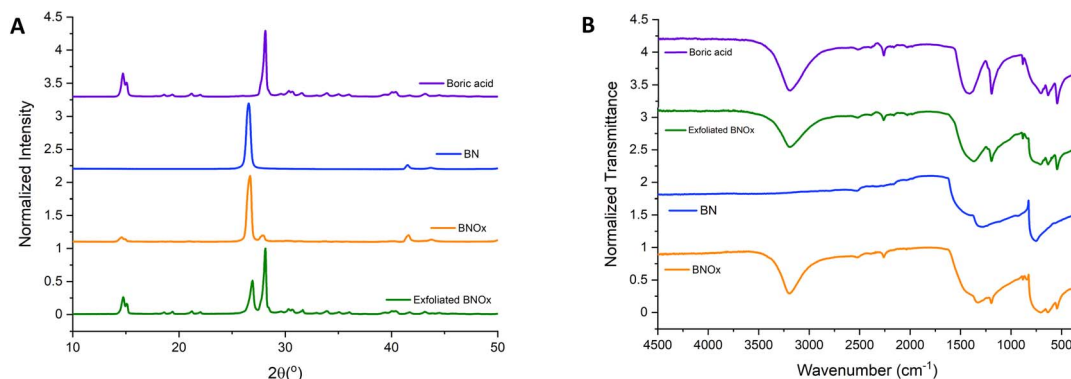 A
Normalized Intensity
4.5
4
3.5
3
2.5
2
1.5
1
0.5
0
Boric acid
BN
BNOx
Exfoliated BNOx
10
20
30
40
50
2θ(°)
B
Normalized Transmittance
4.5
4
3.5
3
2.5
2
1.5
1
0.5
0
Boric acid
Exfoliated BNOx
BN
BNOx
4500
4000
3500
3000
2500
2000
1500
1000
500
Wavenumber (cm⁻¹)